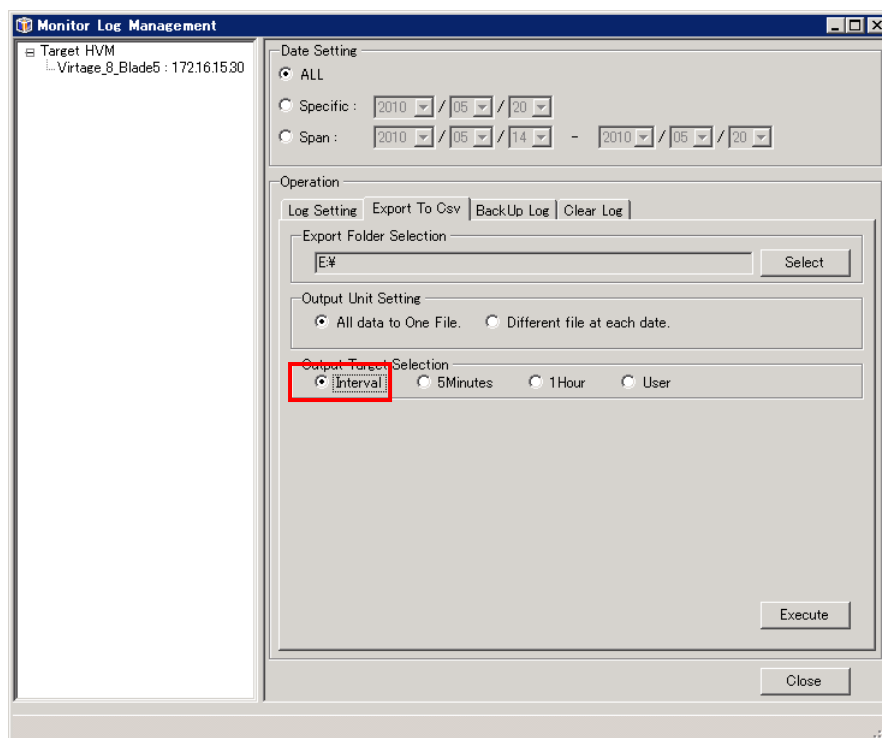 Monitor Log Management
Target HVM
Virtage_8_Blade5 : 172.16.15.30
Date Setting
ALL
Specific : 2010 / 05 / 20
Span : 2010 / 05 / 14 - 2010 / 05 / 20
Operation
Log Setting Export To Csv BackUp Log Clear Log
Export Folder Selection
E:¥ Select
Output Unit Setting
All data to One File. Different file at each date.
Output Target Selection
Interval 5Minutes 1Hour User
Execute
Close